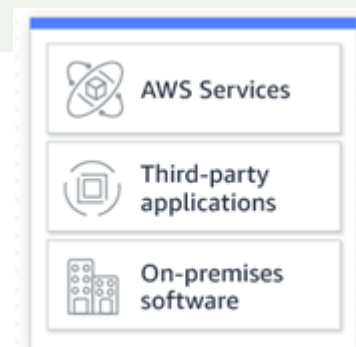 AWS Services
Third-party
applications
On-premises
software